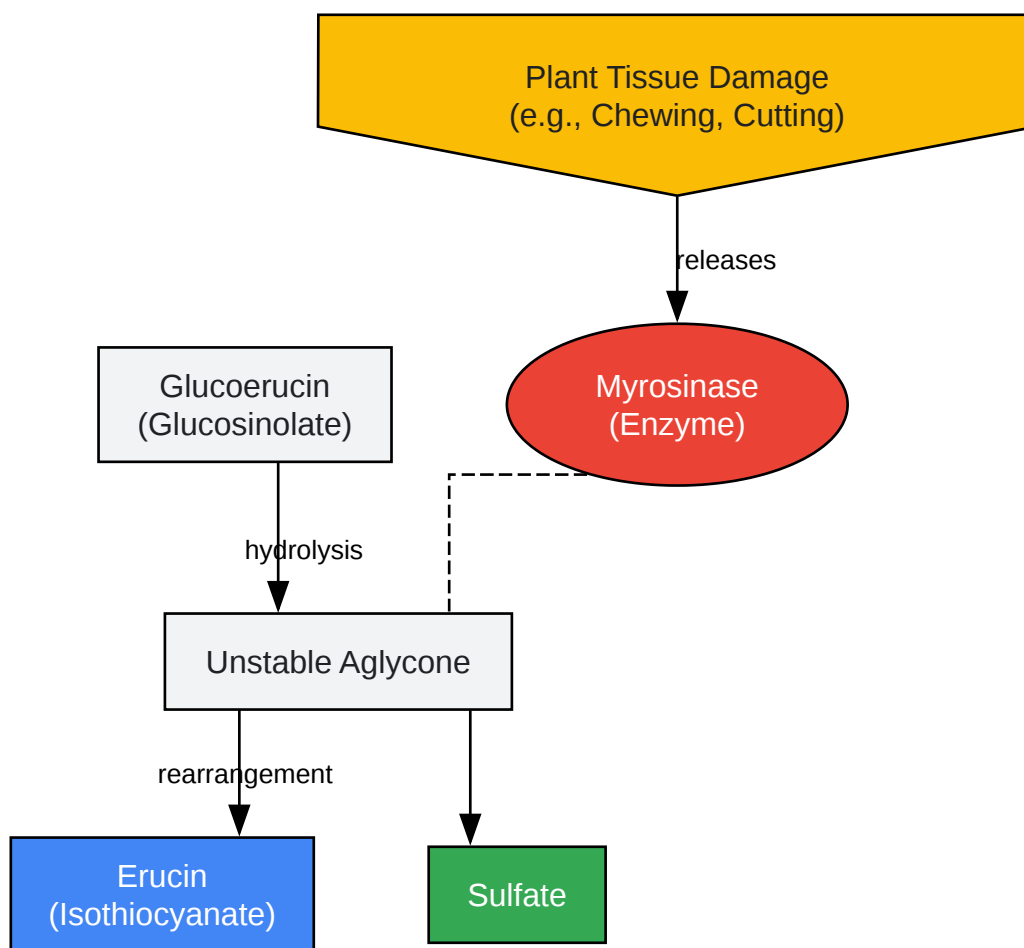 Plant Tissue Damage
(e.g., Chewing, Cutting)
releases
Glucoerucin
(Glucosinolate)
Myrosinase
(Enzyme)
hydrolysis
Unstable Aglycone
rearrangement
Erucin
(Isothiocyanate)
Sulfate